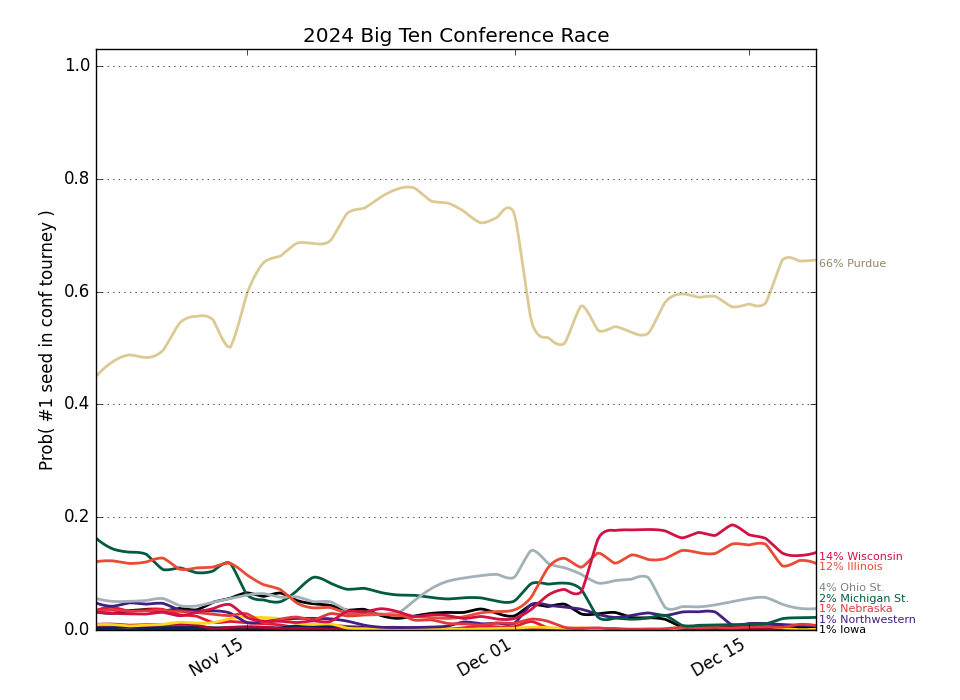 2024 Big Ten Conference Race
Prob( #1 seed in conf tourney )
1.0
0.8
0.6
0.4
0.2
0.0
Nov 15
Dec 01
Dec 15
66% Purdue
14% Wisconsin
12% Illinois
4% Ohio St.
2% Michigan St.
1% Nebraska
1% Northwestern
1% Iowa